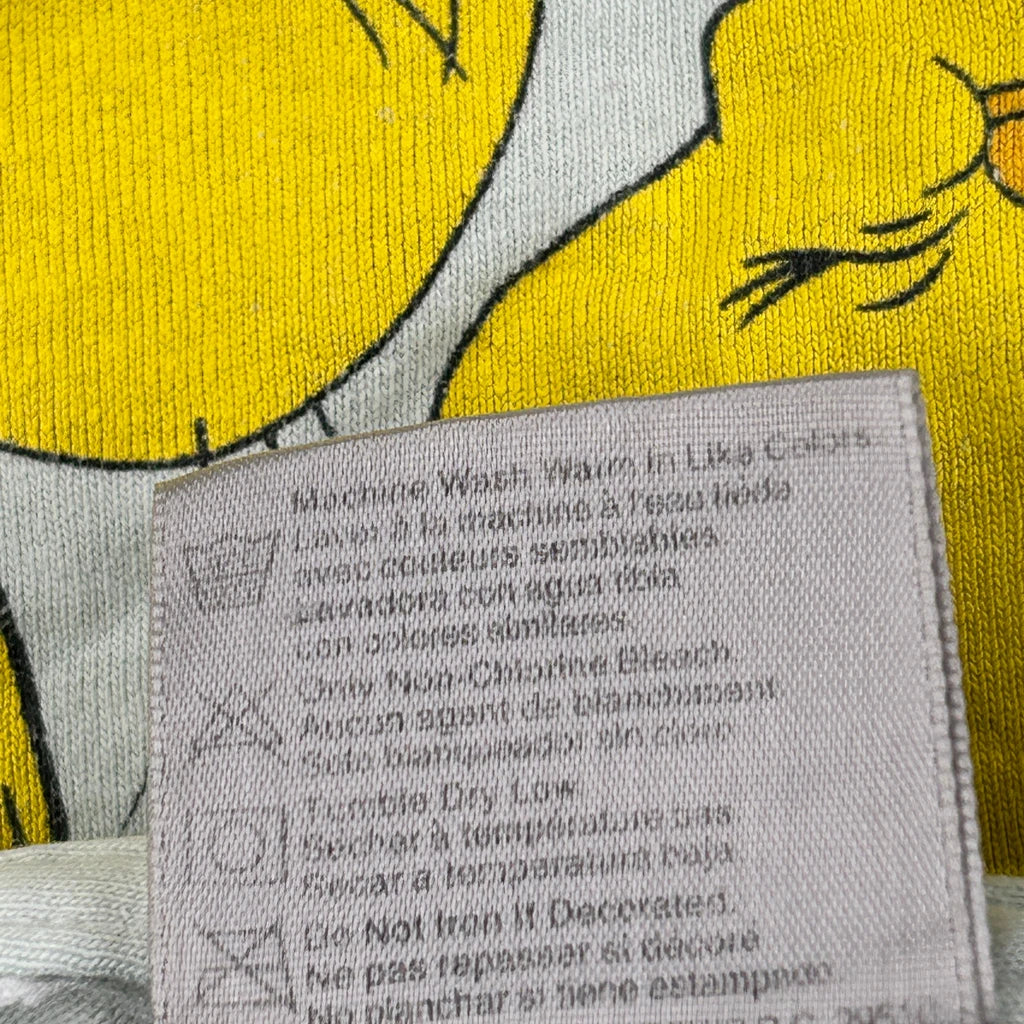 Machine Wash Warm In Like Colors
Laver à la machine à l'eau tiède
avec couleurs semblables.
Lavadora con agua tibia
con colores similares.
Only Non-Chlorine Bleach.
Aucun agent de blanchiment
Solo blanqueador sin cloro
Tumble Dry Low
Sécher à température bas
Secar a temperatura baja
Do Not Iron If Decorated.
Ne pas repasser si décoré
No planchar si tiene estampado